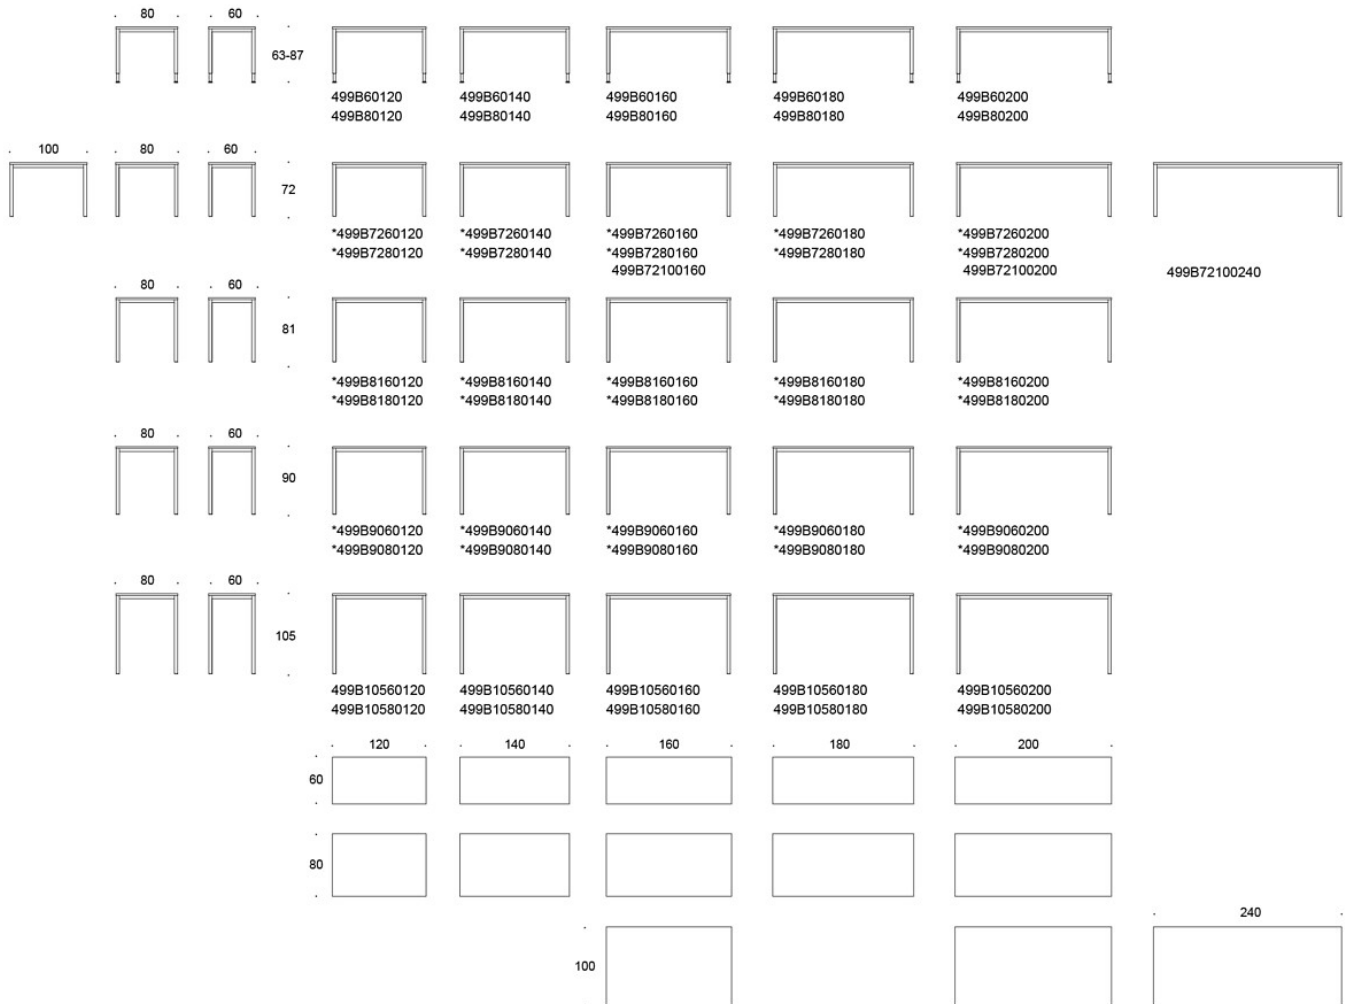 80 60
63-87
499B60120 499B60140 499B60160 499B60180 499B60200
499B80120 499B80140 499B80160 499B80180 499B80200
100 80 60
72
*499B7260120 *499B7260140 *499B7260160 *499B7260180 *499B7260200
*499B7280120 *499B7280140 *499B7280160 *499B7280180 *499B7280200
499B72100160 499B72100200 499B72100240
80 60
81
*499B8160120 *499B8160140 *499B8160160 *499B8160180 *499B8160200
*499B8180120 *499B8180140 *499B8180160 *499B8180180 *499B8180200
80 60
90
*499B9060120 *499B9060140 *499B9060160 *499B9060180 *499B9060200
*499B9080120 *499B9080140 *499B9080160 *499B9080180 *499B9080200
80 60
105
499B10560120 499B10560140 499B10560160 499B10560180 499B10560200
499B10580120 499B10580140 499B10580160 499B10580180 499B10580200
120 140 160 180 200
60
80
240
100